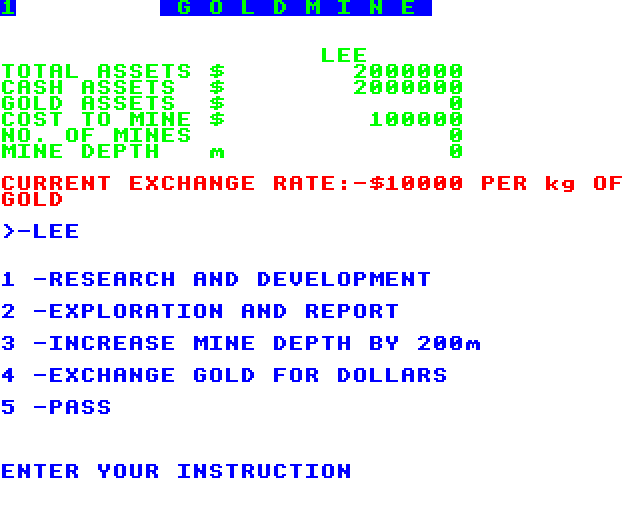 1 G O L D M I N E
LEE
TOTAL ASSETS $ 2000000
CASH ASSETS $ 2000000
GOLD ASSETS $ 0
COST TO MINE $ 100000
NO. OF MINES 0
MINE DEPTH m 0
CURRENT EXCHANGE RATE:-$10000 PER kg OF
GOLD
>-LEE
1 -RESEARCH AND DEVELOPMENT
2 -EXPLORATION AND REPORT
3 -INCREASE MINE DEPTH BY 200m
4 -EXCHANGE GOLD FOR DOLLARS
5 -PASS
ENTER YOUR INSTRUCTION